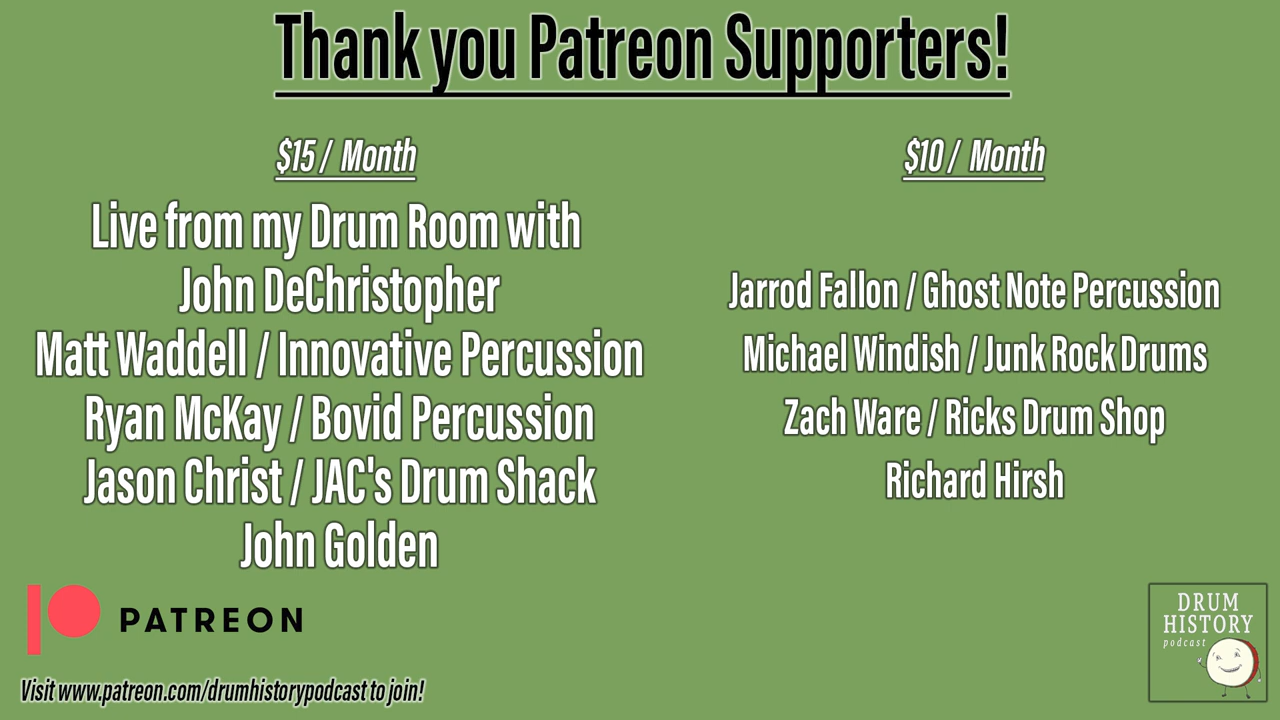 Thank you Patreon Supporters!
$15 / Month
Live from my Drum Room with
John DeChristopher
Matt Waddell / Innovative Percussion
Ryan McKay / Bovid Percussion
Jason Christ / JAC's Drum Shack
John Golden
$10 / Month
Jarrod Fallon / Ghost Note Percussion
Michael Windish / Junk Rock Drums
Zach Ware / Ricks Drum Shop
Richard Hirsh
PATREON
Visit www.patreon.com/drumhistorypodcast to join!
DRUM
HISTORY
podcast